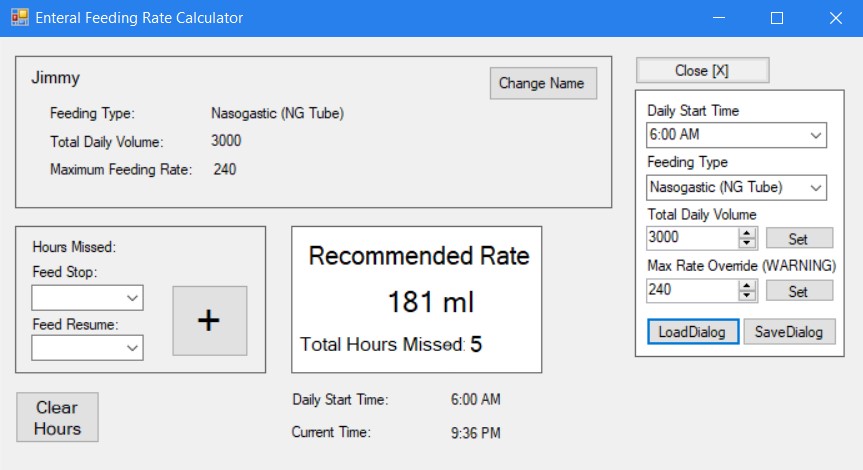 Enteral Feeding Rate Calculator
Jimmy
Change Name
Feeding Type: Nasogastic (NG Tube)
Total Daily Volume: 3000
Maximum Feeding Rate: 240
Close [X]
Daily Start Time
6:00 AM
Feeding Type
Nasogastic (NG Tube)
Total Daily Volume
3000 Set
Max Rate Override (WARNING)
240 Set
LoadDialog SaveDialog
Hours Missed:
Feed Stop:
Feed Resume:
+
Recommended Rate
181 ml
Total Hours Missed: 5
Clear
Hours
Daily Start Time: 6:00 AM
Current Time: 9:36 PM